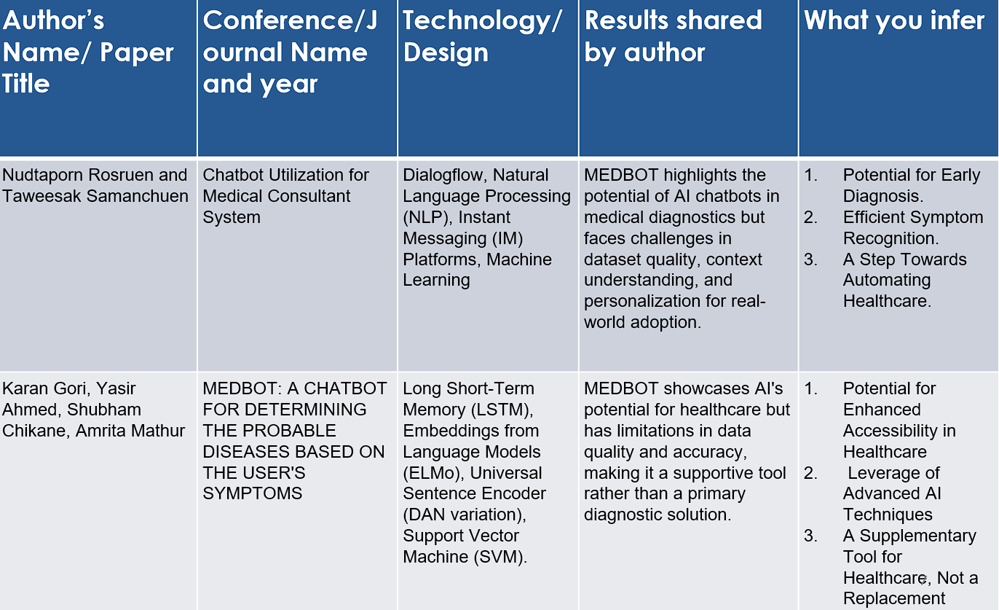 Author's
Name/ Paper
Title
Conference/J
ournal Name
and year
Technology/
Design
Results shared
by author
What you infer
Nudtaporn Rosruen and
Taweesak Samanchuen
Chatbot Utilization for
Medical Consultant
System
Dialogflow, Natural
Language Processing
(NLP), Instant
Messaging (IM)
Platforms, Machine
Learning
MEDBOT highlights the
potential of AI chatbots in
medical diagnostics but
faces challenges in
dataset quality, context
understanding, and
personalization for real-
world adoption.
1. Potential for Early
Diagnosis.
2. Efficient Symptom
Recognition.
3. A Step Towards
Automating
Healthcare.
Karan Gori, Yasir
Ahmed, Shubham
Chikane, Amrita Mathur
MEDBOT: A CHATBOT
FOR DETERMINING
THE PROBABLE
DISEASES BASED ON
THE USER'S
SYMPTOMS
Long Short-Term
Memory (LSTM),
Embeddings from
Language Models
(ELMo), Universal
Sentence Encoder
(DAN variation),
Support Vector
Machine (SVM).
MEDBOT showcases AI's
potential for healthcare but
has limitations in data
quality and accuracy,
making it a supportive tool
rather than a primary
diagnostic solution.
1. Potential for
Enhanced
Accessibility in
Healthcare
2. Leverage of
Advanced AI
Techniques
3. A Supplementary
Tool for
Healthcare, Not a
Replacement